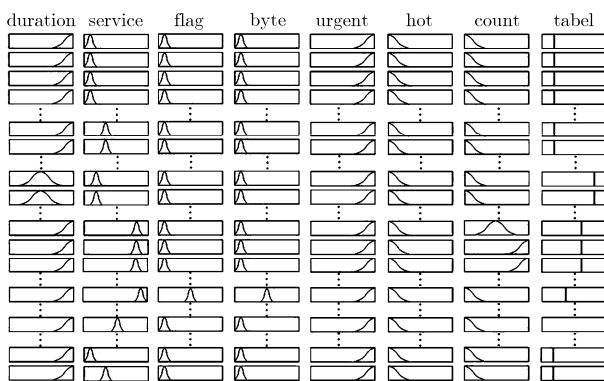 duration service flag byte urgent hot count tabel